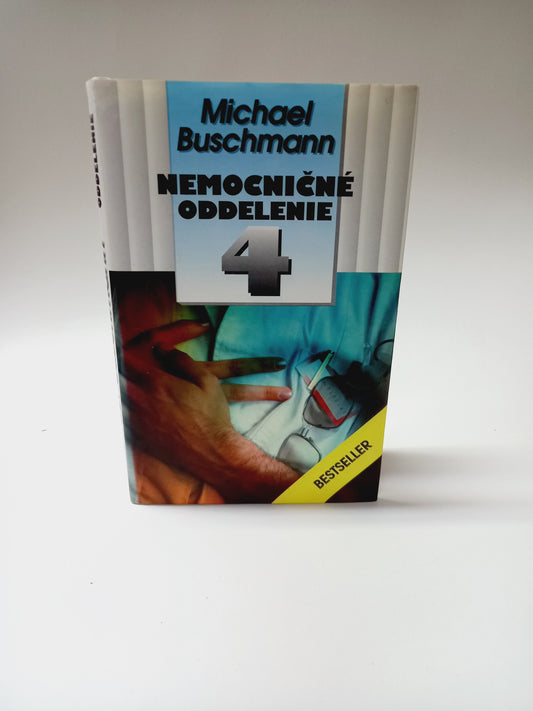 Michael
Buschmann
NEMOCNIČNÉ
ODDELENIE
4
BESTSELLER